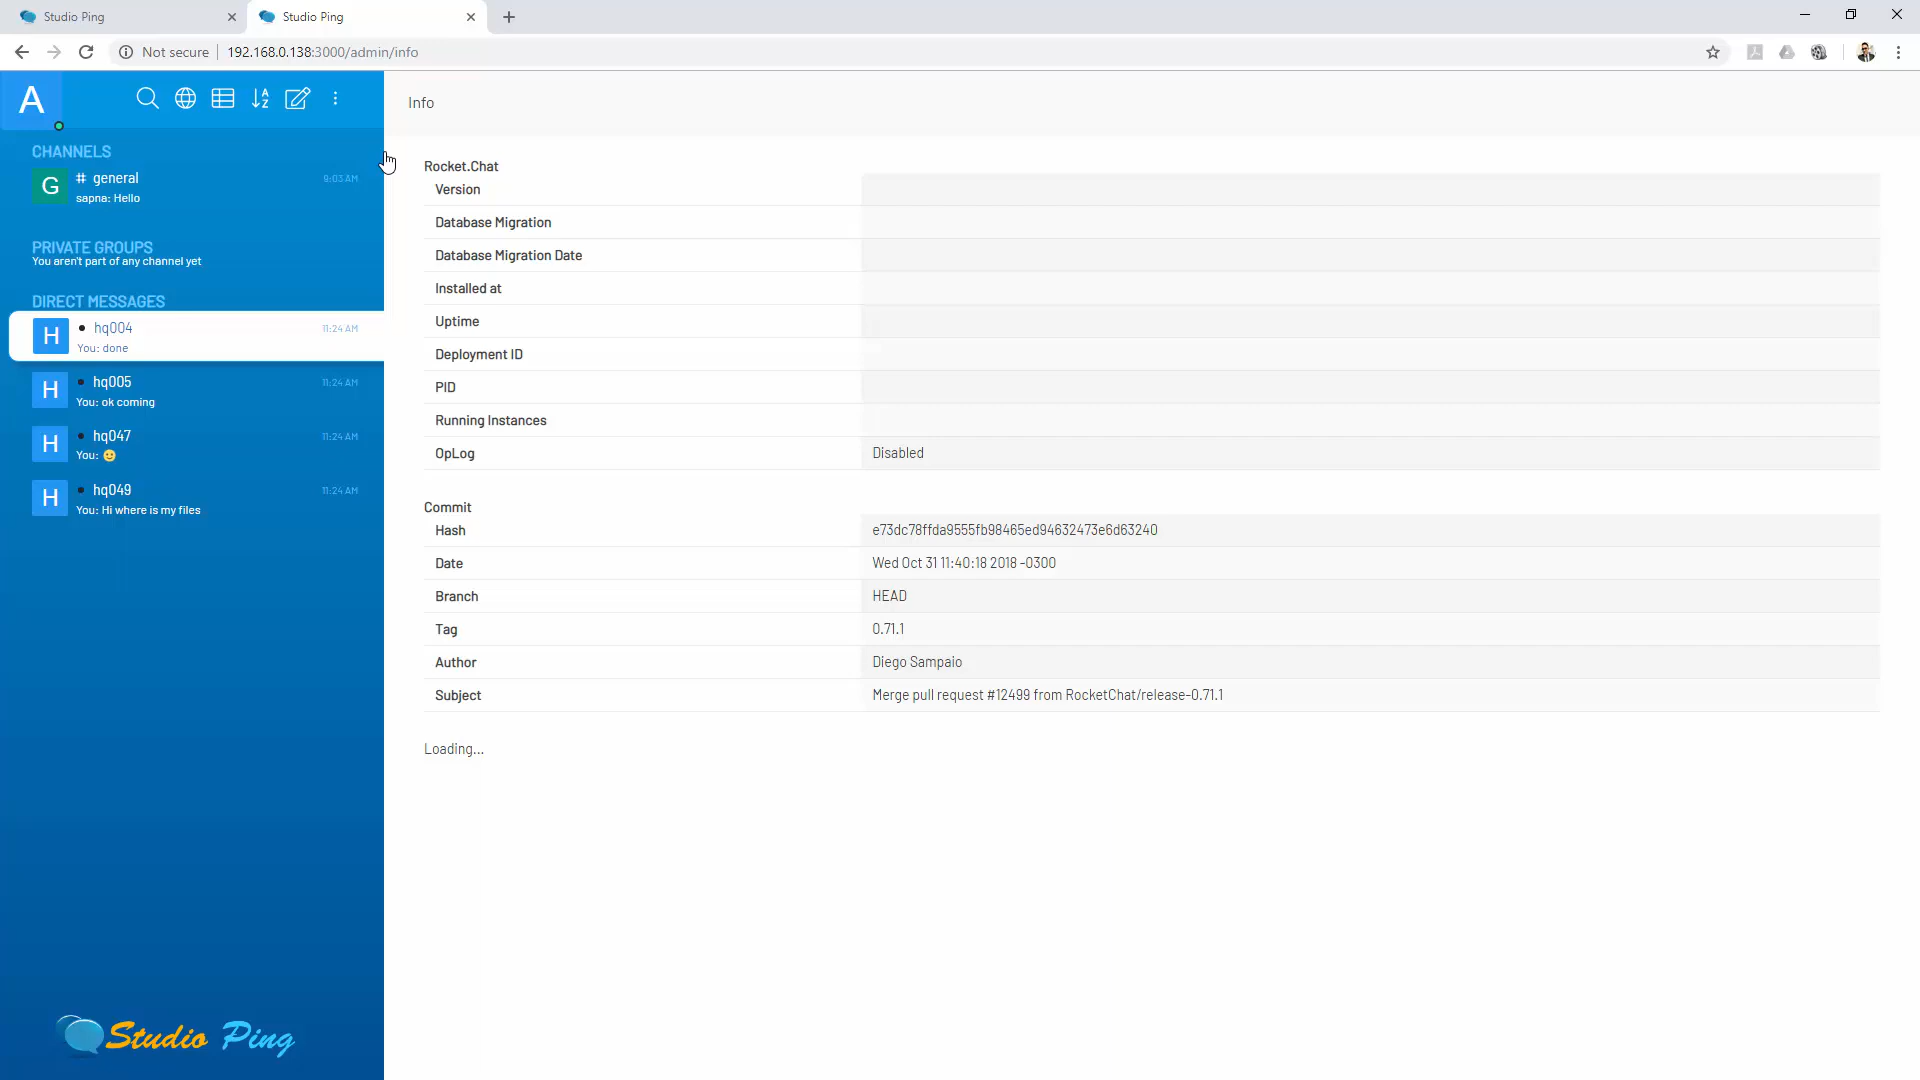 Studio Ping
Studio Ping
Not secure
192.168.0.138:3000/admin/info
A
CHANNELS
G
# general
9:03 AM
sapna: Hello
PRIVATE GROUPS
You aren't part of any channel yet
DIRECT MESSAGES
H
hq004
11:24 AM
You: done
H
hq005
11:24 AM
You: ok coming
H
hq047
11:24 AM
You: 🙂
H
hq049
11:24 AM
You: Hi where is my files
Studio Ping
Info
Rocket.Chat
Version
Database Migration
Database Migration Date
Installed at
Uptime
Deployment ID
PID
Running Instances
OpLog Disabled
Commit
Hash e73dc78ffda9555fb98465ed94632473e6d63240
Date Wed Oct 31 11:40:18 2018 -0300
Branch HEAD
Tag 0.71.1
Author Diego Sampaio
Subject Merge pull request #12499 from RocketChat/release-0.71.1
Loading...